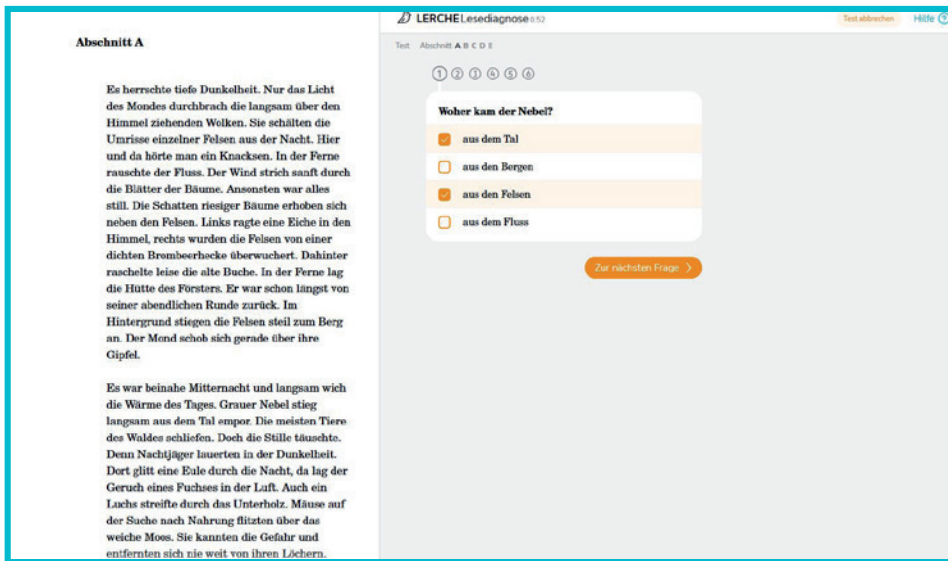 LERCHE Lesediagnose 0.52
Test abbrechen
Hilfe ?
Abschnitt A
Es herrschte tiefe Dunkelheit. Nur das Licht
des Mondes durchbrach die langsam über den
Himmel ziehenden Wolken. Sie schälten die
Umrisse einzelner Felsen aus der Nacht. Hier
und da hörte man ein Knacksen. In der Ferne
rauschte der Fluss. Der Wind strich sanft durch
die Blätter der Bäume. Ansonsten war alles
still. Die Schatten riesiger Bäume erhoben sich
neben den Felsen. Links ragte eine Eiche in den
Himmel, rechts wurden die Felsen von einer
dichten Brombeerhecke überwuchert. Dahinter
raschelte leise die alte Buche. In der Ferne lag
die Hütte des Försters. Er war schon längst von
seiner abendlichen Runde zurück. Im
Hintergrund stiegen die Felsen steil zum Berg
an. Der Mond schob sich gerade über ihre
Gipfel.
Es war beinahe Mitternacht und langsam wich
die Wärme des Tages. Grauer Nebel stieg
langsam aus dem Tal empor. Die meisten Tiere
des Waldes schliefen. Doch die Stille täuschte.
Denn Nachtjäger lauerten in der Dunkelheit.
Dort glitt eine Eule durch die Nacht, da lag der
Geruch eines Fuchses in der Luft. Auch ein
Luchs streifte durch das Unterholz. Mäuse auf
der Suche nach Nahrung flitzten über das
weiche Moos. Sie kannten die Gefahr und
entfernten sich nie weit von ihren Löchern.
Test Abschnitt A B C D E
1 2 3 4 5 6
Woher kam der Nebel?
aus dem Tal
aus den Bergen
aus den Felsen
aus dem Fluss
Zur nächsten Frage >